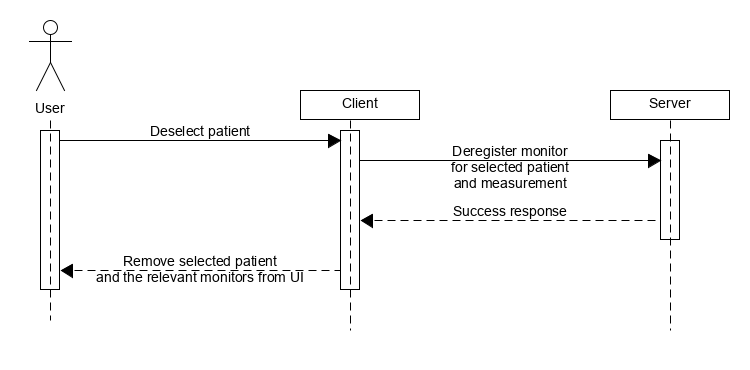 User
Client
Server
Deselect patient
Deregister monitor
for selected patient
and measurement
Success response
Remove selected patient
and the relevant monitors from UI